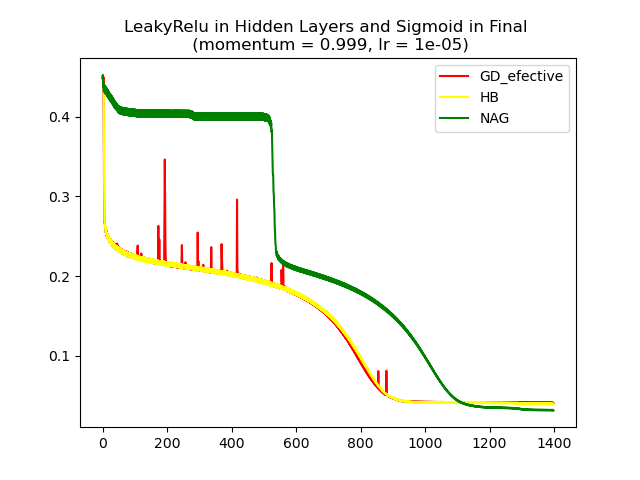 LeakyRelu in Hidden Layers and Sigmoid in Final
(momentum = 0.999, lr = 1e-05)
GD_efective
HB
NAG
0.4
0.3
0.2
0.1
0 200 400 600 800 1000 1200 1400